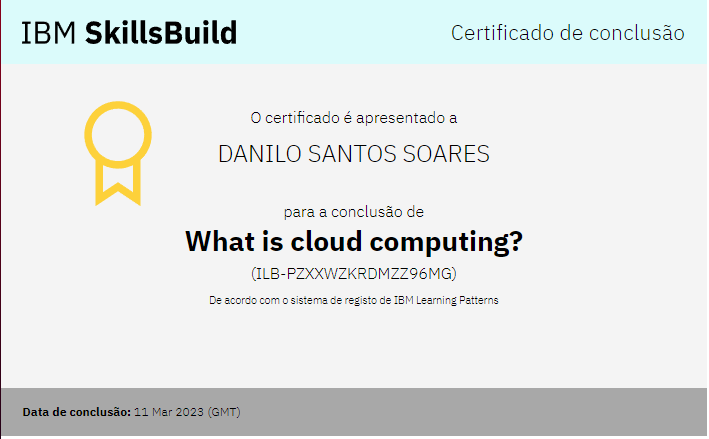 IBM SkillsBuild
Certificado de conclusão
O certificado é apresentado a
DANILO SANTOS SOARES
para a conclusão de
What is cloud computing?
(ILB-PZXXWZKRDMZZ96MG)
De acordo com o sistema de registo de IBM Learning Patterns
Data de conclusão: 11 Mar 2023 (GMT)